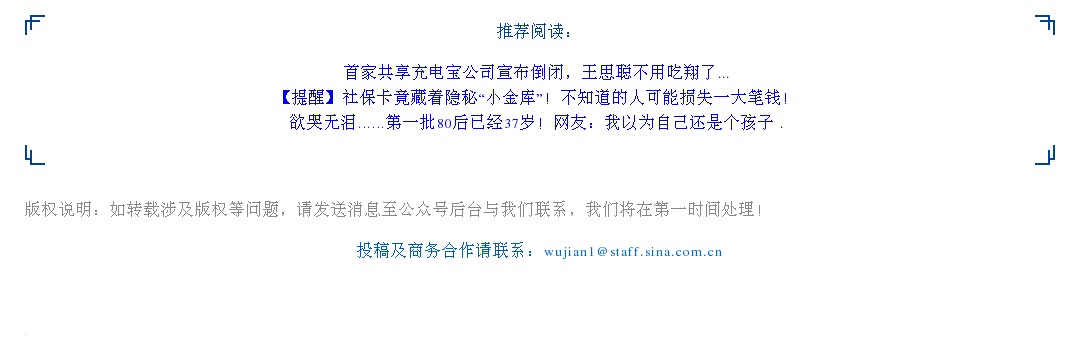 推荐阅读：
首家共享充电宝公司宣布倒闭，王思聪不用吃翔了...
【提醒】社保卡竟藏着隐秘“小金库”！不知道的人可能损失一大笔钱！
欲哭无泪……第一批80后已经37岁！网友：我以为自己还是个孩子 .
版权说明：如转载涉及版权等问题，请发送消息至公众号后台与我们联系，我们将在第一时间处理！
投稿及商务合作请联系：wujian1@staff.sina.com.cn